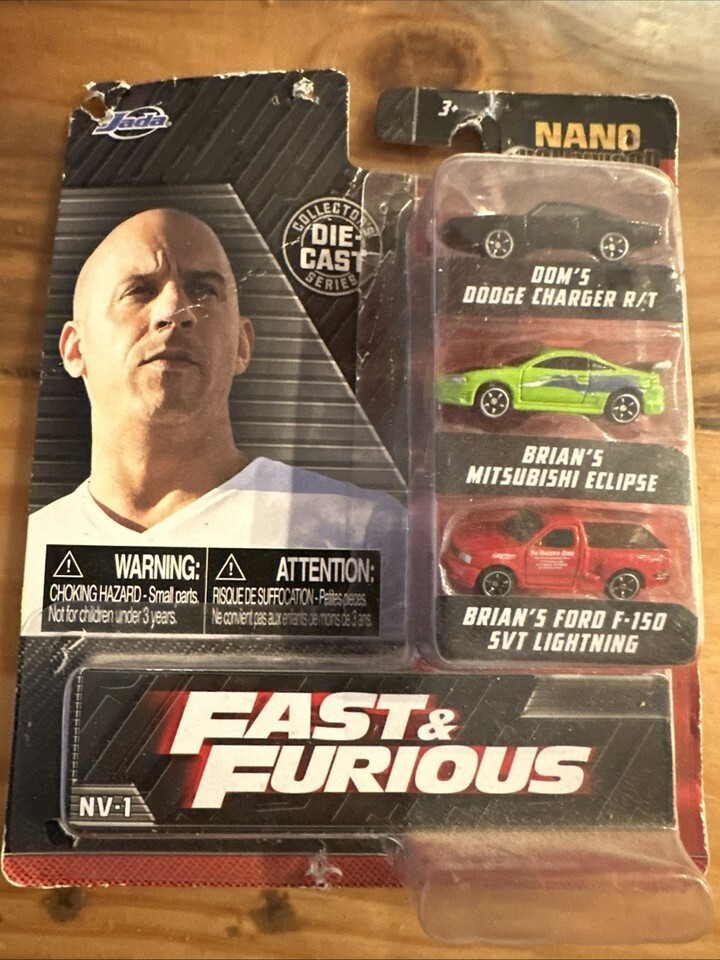 Jada
3+
NANO
COLLECTOR'S
DIE-
CAST
SERIES
DOM'S
DODGE CHARGER R/T
BRIAN'S
MITSUBISHI ECLIPSE
BRIAN'S FORD F-150
SVT LIGHTNING
WARNING:
CHOKING HAZARD - Small parts.
Not for children under 3 years.
ATTENTION:
RISQUE DE SUFFOCATION - Petites pièces.
Ne convient pas aux enfants de moins de 3 ans.
FAST &
FURIOUS
NV-1